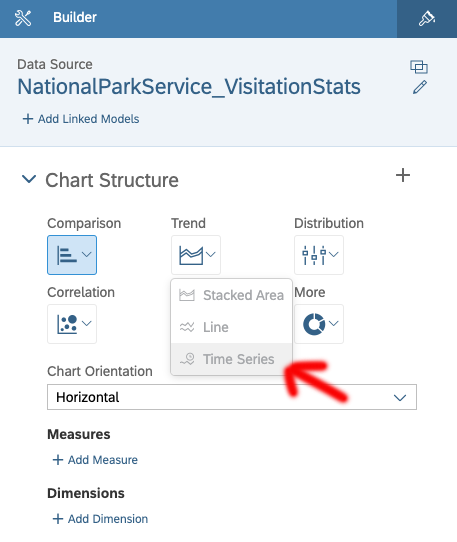 Builder
Data Source
NationalParkService_VisitationStats
+ Add Linked Models
Chart Structure
Comparison Trend Distribution
Correlation More
Stacked Area
Line
Time Series
Chart Orientation
Horizontal
Measures
+ Add Measure
Dimensions
+ Add Dimension